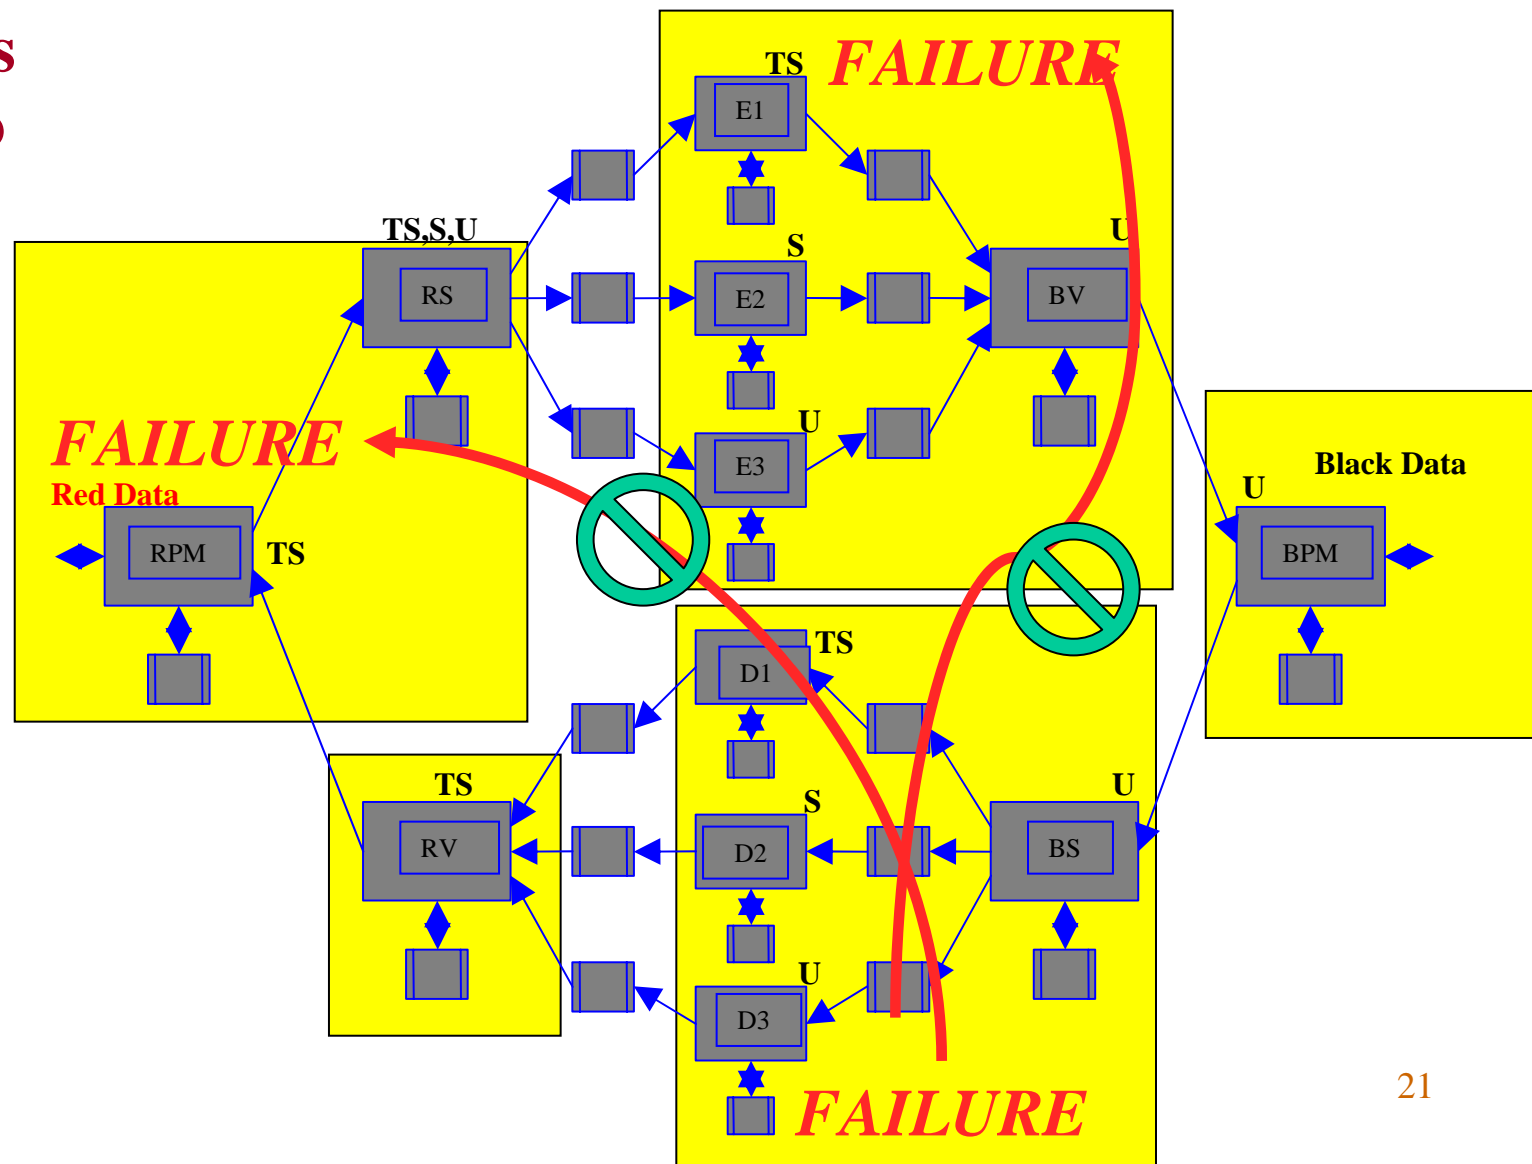 s
TS
FAILURE
E1
TS,S,U
S
U
RS
E2
BV
U
FAILURE
E3
Black Data
Red Data
U
RPM
TS
BPM
TS
D1
TS
S
U
RV
D2
BS
U
D3
21
FAILURE